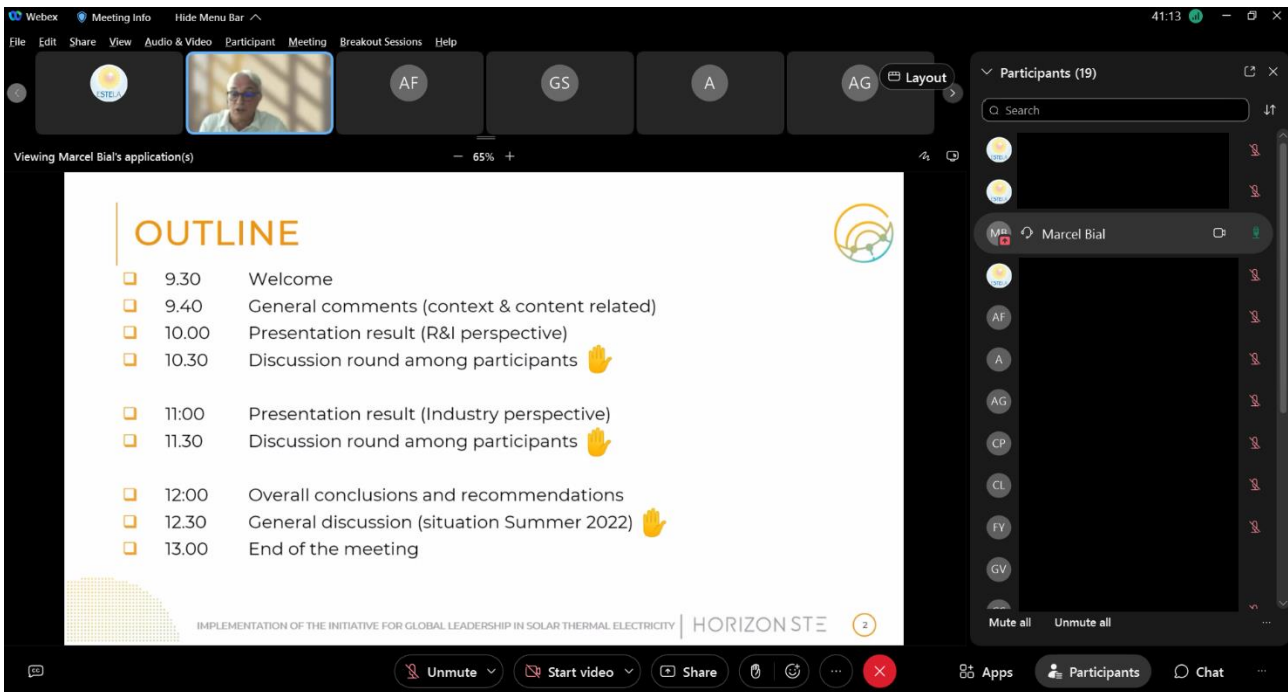 Webex Meeting Info Hide Menu Bar 41:13
File Edit Share View Audio & Video Participant Meeting Breakout Sessions Help
ESTELA AF GS A AG Layout
Viewing Marcel Bial's application(s) − 65% +
OUTLINE
9.30 Welcome
9.40 General comments (context & content related)
10.00 Presentation result (R&I perspective)
10.30 Discussion round among participants
11:00 Presentation result (Industry perspective)
11.30 Discussion round among participants
12:00 Overall conclusions and recommendations
12.30 General discussion (situation Summer 2022)
13.00 End of the meeting
IMPLEMENTATION OF THE INITIATIVE FOR GLOBAL LEADERSHIP IN SOLAR THERMAL ELECTRICITY HORIZON STE 2
Participants (19)
Search
ESTELA
ESTELA
MB Marcel Bial
ESTELA
AF
A
AG
CP
CL
FY
GV
Mute all Unmute all ...
CC Unmute Start video Share ... Apps Participants Chat ...